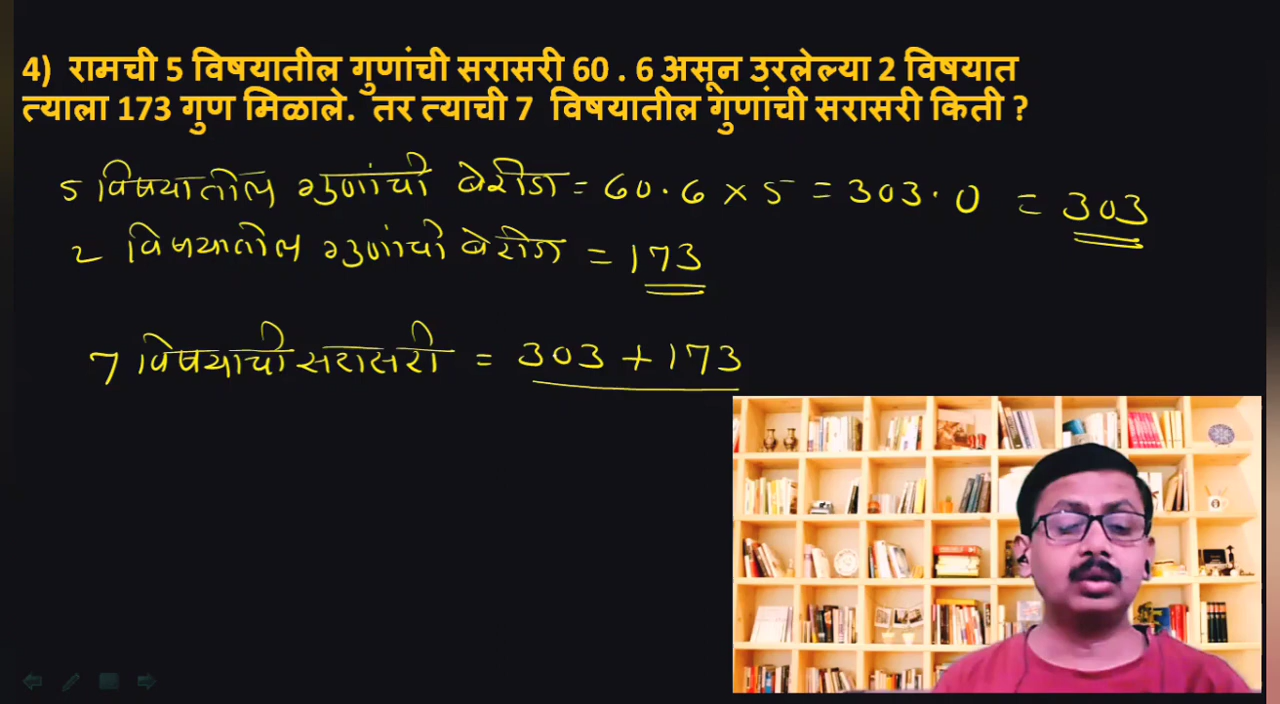 4) रामची 5 विषयातील गुणांची सरासरी 60 . 6 असून उरलेल्या 2 विषयात
त्याला 173 गुण मिळाले. तर त्याची 7 विषयातील गुणांची सरासरी किती ?
5 विषयातील गुणांची बेरीज = 60.6 × 5 = 303.0 = 303
2 विषयातील गुणांची बेरीज = 173
7 विषयाची सरासरी = 303 + 173